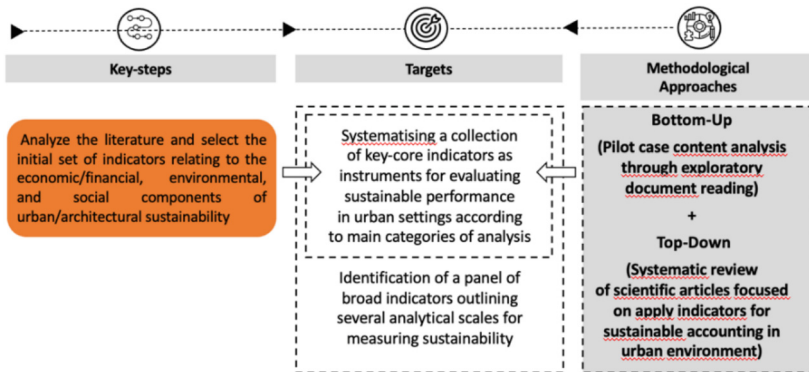 Key-steps
Targets
Methodological
Approaches
Analyze the literature and select the
initial set of indicators relating to the
economic/financial, environmental,
and social components of
urban/architectural sustainability
Systematising a collection
of key-core indicators as
instruments for evaluating
sustainable performance
in urban settings according
to main categories of analysis
Identification of a panel of
broad indicators outlining
several analytical scales for
measuring sustainability
Bottom-Up
(Pilot case content analysis
through exploratory
document reading)
+
Top-Down
(Systematic review
of scientific articles focused
on apply indicators for
sustainable accounting in
urban environment)